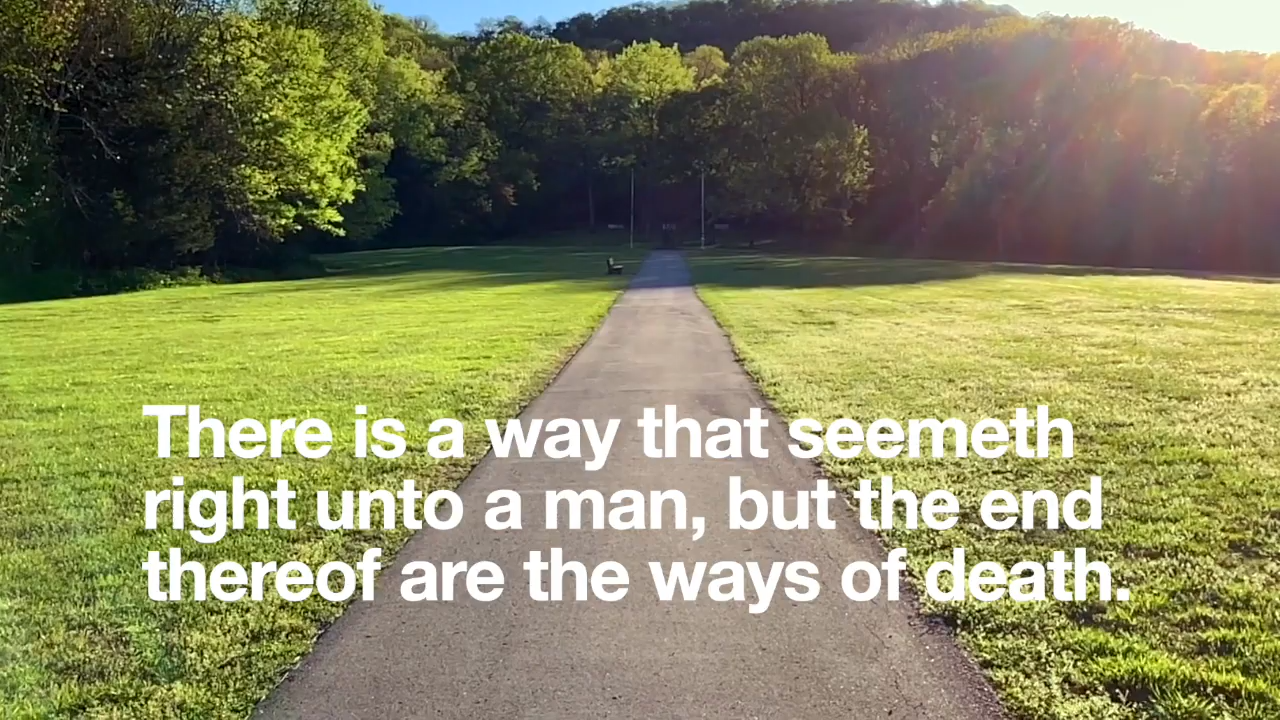 There is a way that seemeth
right unto a man, but the end
thereof are the ways of death.